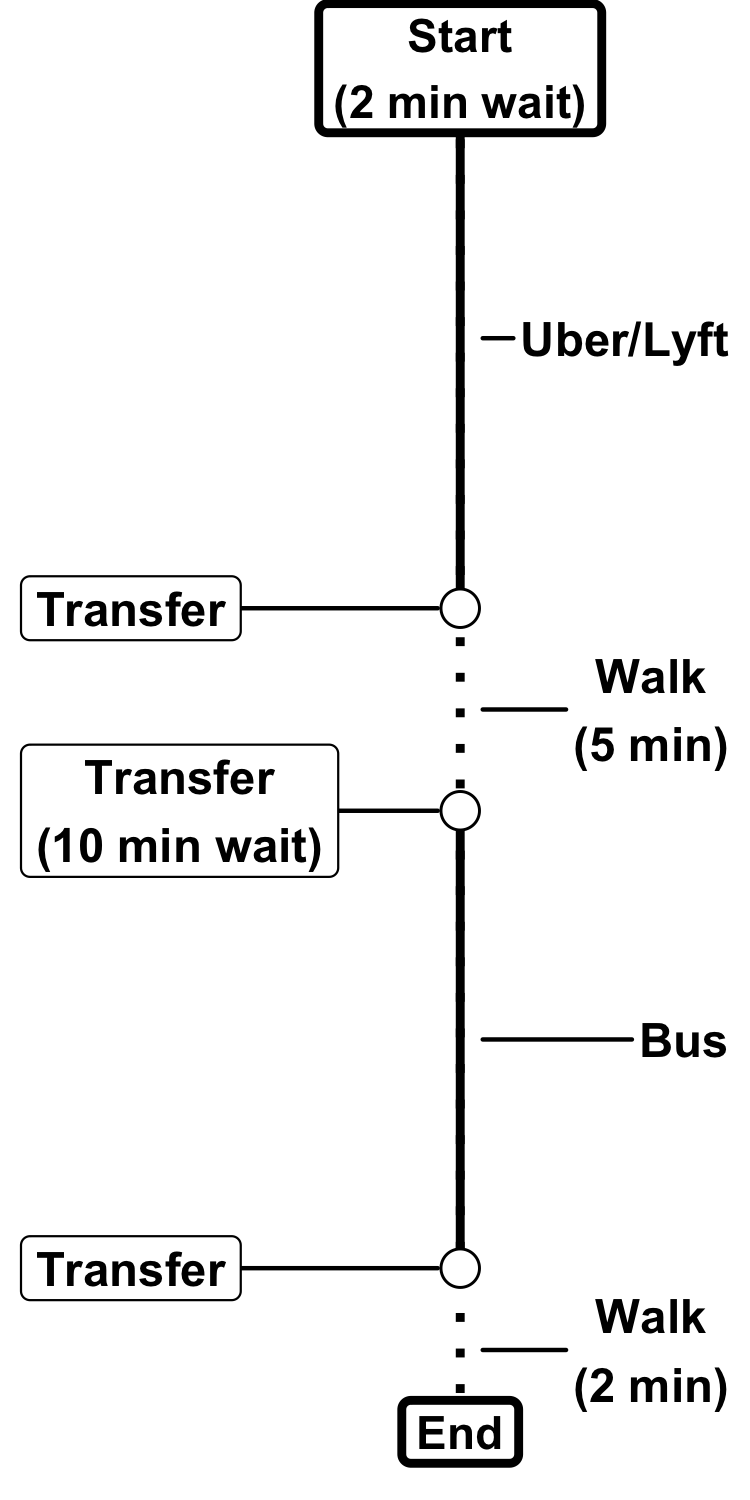 Start
(2 min wait)
Uber/Lyft
Transfer
Walk
(5 min)
Transfer
(10 min wait)
Bus
Transfer
Walk
(2 min)
End